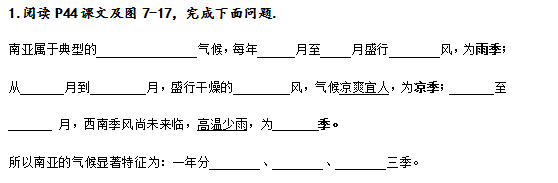 1.阅读 P44 课文及图 7-17，完成下面问题.
南亚属于典型的________________气候，每年______月至_____月盛行________风，为雨季；
从_______月到_________月，盛行干燥的_________风，气候凉爽宜人，为凉季；_______至
_______ 月，西南季风尚未来临，高温少雨，为_______季。
所以南亚的气候显著特征为：一年分________、________、________三季。